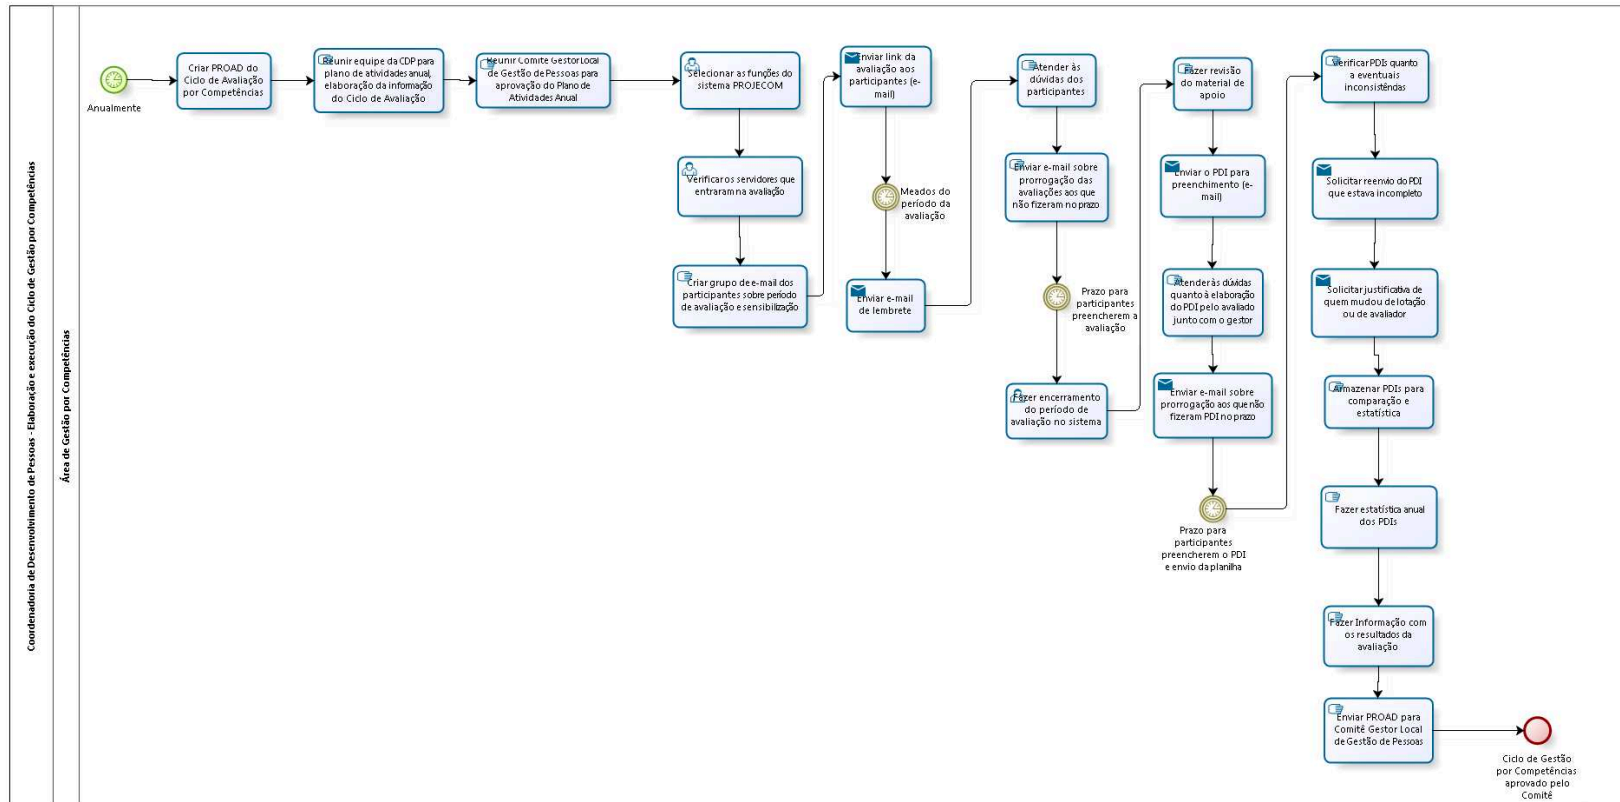 Coordenadoria de Desenvolvimento de Pessoas - Elaboração e execução do Ciclo de Gestão por Competências
Área de Gestão por Competências
Anualmente
Criar PROAD do
Ciclo de Avaliação
por Competências
Reunir equipe da CDP para
plano de atividades anual,
elaboração da informação
do Ciclo de Avaliação
Reunir Comitê Gestor Local
de Gestão de Pessoas para
aprovação do Plano de
Atividades Anual
Selecionar as funções do
sistema PROJECOM
Verificar os servidores que
entraram na avaliação
Criar grupo de e-mail dos
participantes sobre período
de avaliação e sensibilização
Enviar link da
avaliação aos
participantes (e-
mail)
Meados do
período da
avaliação
Enviar e-mail
de lembrete
Atender às
dúvidas dos
participantes
Enviar e-mail sobre
prorrogação das
avaliações aos que
não fizeram no prazo
Prazo para
participantes
preencherem a
avaliação
Fazer encerramento
do período de
avaliação no sistema
Fazer revisão
do material de
apoio
Enviar o PDI para
preenchimento (e-
mail)
Atender às dúvidas
quanto à elaboração
do PDI pelo avaliado
junto com o gestor
Enviar e-mail sobre
prorrogação aos que não
fizeram PDI no prazo
Prazo para
participantes
preencherem o PDI
e envio da planilha
Verificar PDIs quanto
a eventuais
inconsistências
Solicitar reenvio do PDI
que estava incompleto
Solicitar justificativa de
quem mudou de lotação
ou de avaliador
Armazenar PDIs para
comparação e
estatística
Fazer estatística anual
dos PDIs
Fazer Informação com
os resultados da
avaliação
Enviar PROAD para
Comitê Gestor Local
de Gestão de Pessoas
Ciclo de Gestão
por Competências
aprovado pelo
Comitê